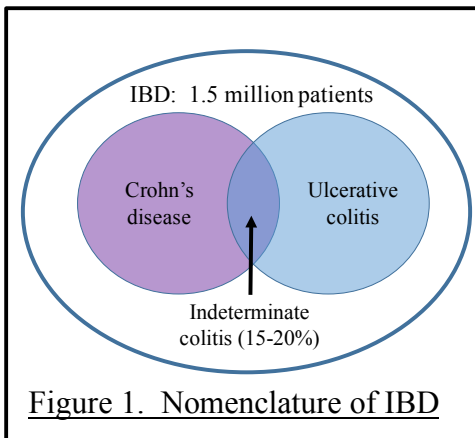 IBD: 1.5 million patients
Crohn's
disease
Ulcerative
colitis
Indeterminate
colitis (15-20%)
Figure 1. Nomenclature of IBD